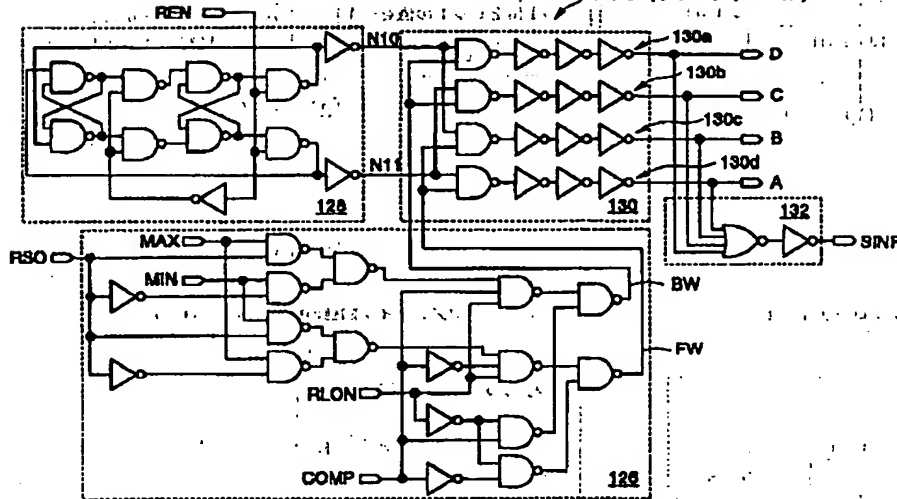 REN
N10
130a
D
130b
C
130c
B
N11
130d
A
128
130
132
MAX
RSO
SINF
MIN
BW
FW
RLON
COMP
126